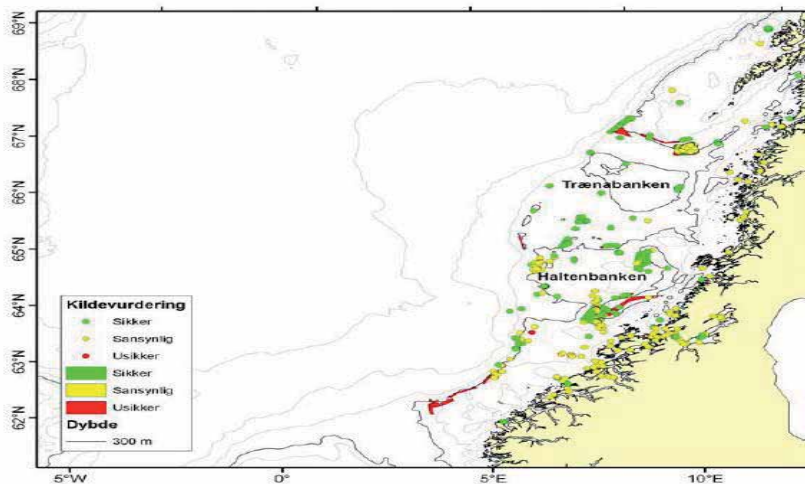 69°N
68°N
67°N
66°N
65°N
64°N
63°N
62°N
Trænabanken
Haltenbanken
Kildevurdering
Sikker
Sansynlig
Usikker
Sikker
Sansynlig
Usikker
Dybde
300 m
5°W
0°
5°E
10°E